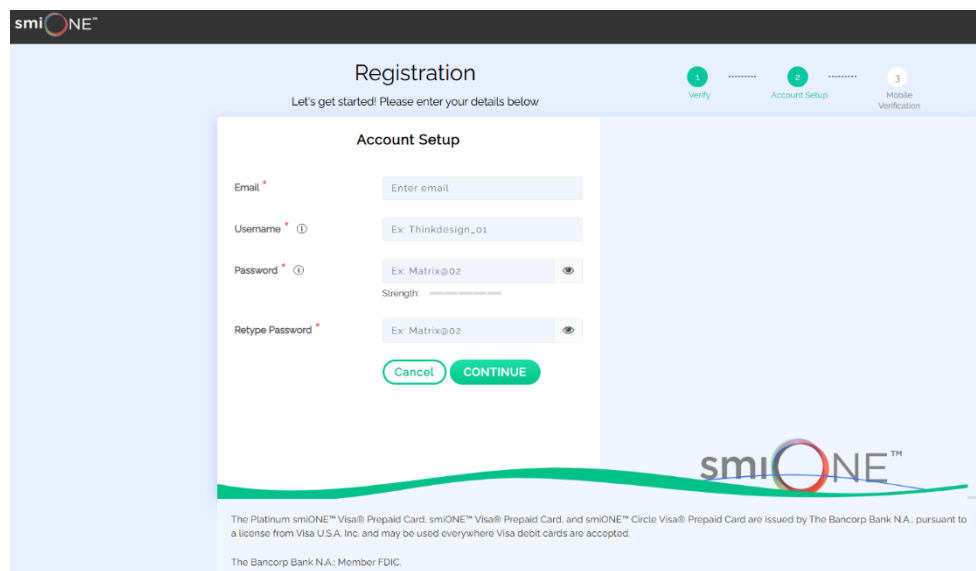 smiONE™
Registration
Let's get started! Please enter your details below
1
2
3
Verify
Account Setup
Mobile
Verification
Account Setup
Email *
Enter email
Username *
Ex: Thinkdesign_01
Password *
Ex: Matrix@02
Strength:
Retype Password *
Ex: Matrix@02
Cancel
CONTINUE
smiONE™
The Platinum smiONE™ Visa® Prepaid Card, smiONE™ Visa® Prepaid Card, and smiONE™ Circle Visa® Prepaid Card are issued by The Bancorp Bank N.A., pursuant to
a license from Visa U.S.A. Inc. and may be used everywhere Visa debit cards are accepted.
The Bancorp Bank N.A.; Member FDIC.